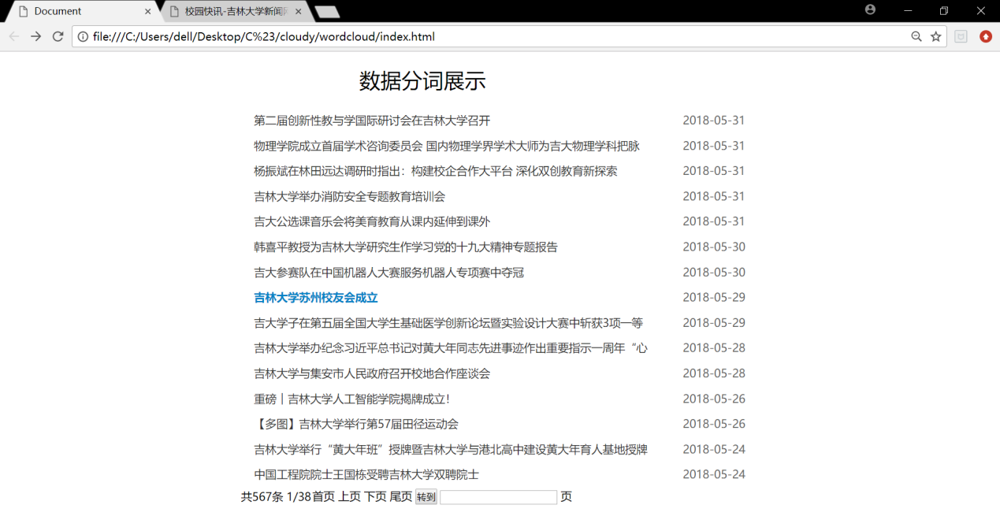 Document
校园快讯-吉林大学新闻网
file:///C:/Users/dell/Desktop/C%23/cloudy/wordcloud/index.html
数据分词展示
第二届创新性教与学国际研讨会在吉林大学召开 2018-05-31
物理学院成立首届学术咨询委员会 国内物理学界学术大师为吉大物理学科把脉 2018-05-31
杨振斌在林田远达调研时指出：构建校企合作大平台 深化双创教育新探索 2018-05-31
吉林大学举办消防安全专题教育培训会 2018-05-31
吉大公选课音乐会将美育教育从课内延伸到课外 2018-05-31
韩喜平教授为吉林大学研究生作学习党的十九大精神专题报告 2018-05-30
吉大参赛队在中国机器人大赛服务机器人专项赛中夺冠 2018-05-30
吉林大学苏州校友会成立 2018-05-29
吉大学子在第五届全国大学生基础医学创新论坛暨实验设计大赛中斩获3项一等 2018-05-29
吉林大学举办纪念习近平总书记对黄大年同志先进事迹作出重要指示一周年“心 2018-05-28
吉林大学与集安市人民政府召开校地合作座谈会 2018-05-28
重磅｜吉林大学人工智能学院揭牌成立！ 2018-05-26
【多图】吉林大学举行第57届田径运动会 2018-05-26
吉林大学举行“黄大年班”授牌暨吉林大学与港北高中建设黄大年育人基地授牌 2018-05-24
中国工程院院士王国栋受聘吉林大学双聘院士 2018-05-24
共567条 1/38首页 上页 下页 尾页 转到 页